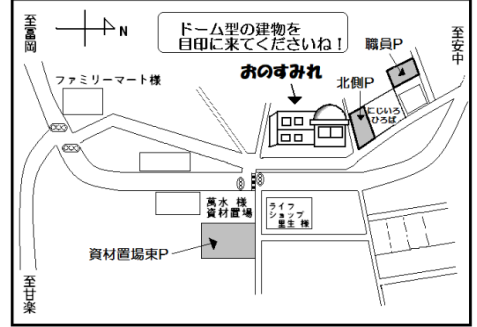 至富岡
N
ドーム型の建物を
目印に来てくださいね！
至安中
職員P
ファミリーマート様
おのすみれ
北側P
にじいろ
ひろば
萬水 様
資材置場
ライフ
ショップ
里生 様
資材置場東P
至甘楽